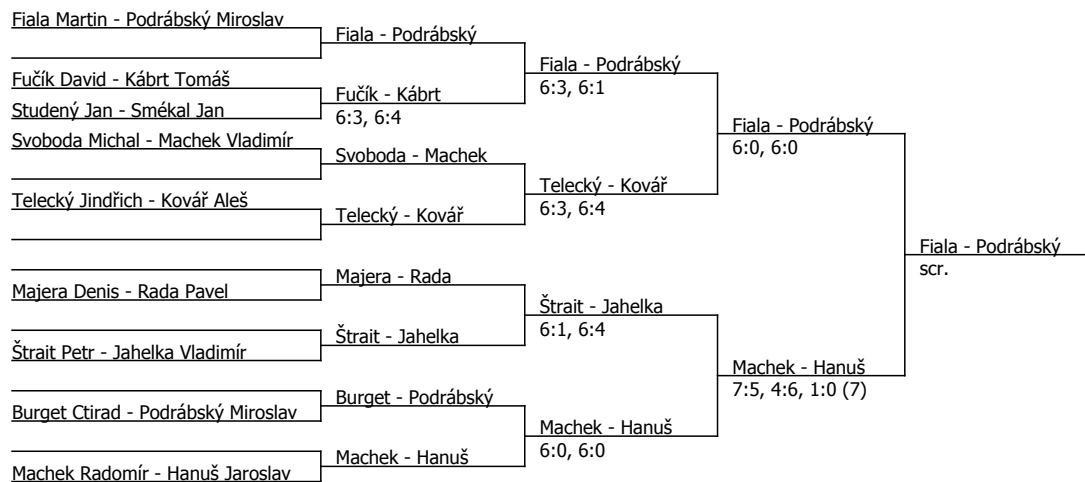 Fiala Martin - Podrábský Miroslav
Fučík David - Kábrt Tomáš
Studený Jan - Smékal Jan
Svoboda Michal - Machek Vladimír
Telecký Jindřich - Kovář Aleš
Majera Denis - Rada Pavel
Štrait Petr - Jahelka Vladimír
Burget Ctirad - Podrábský Miroslav
Machek Radomír - Hanuš Jaroslav
Fiala - Podrábský
Fučík - Kábrt
6:3, 6:4
Svoboda - Machek
Telecký - Kovář
Majera - Rada
Štrait - Jahelka
Burget - Podrábský
Machek - Hanuš
Fiala - Podrábský
6:3, 6:1
Telecký - Kovář
6:3, 6:4
Štrait - Jahelka
6:1, 6:4
Machek - Hanuš
6:0, 6:0
Fiala - Podrábský
6:0, 6:0
Machek - Hanuš
7:5, 4:6, 1:0 (7)
Fiala - Podrábský
scr.